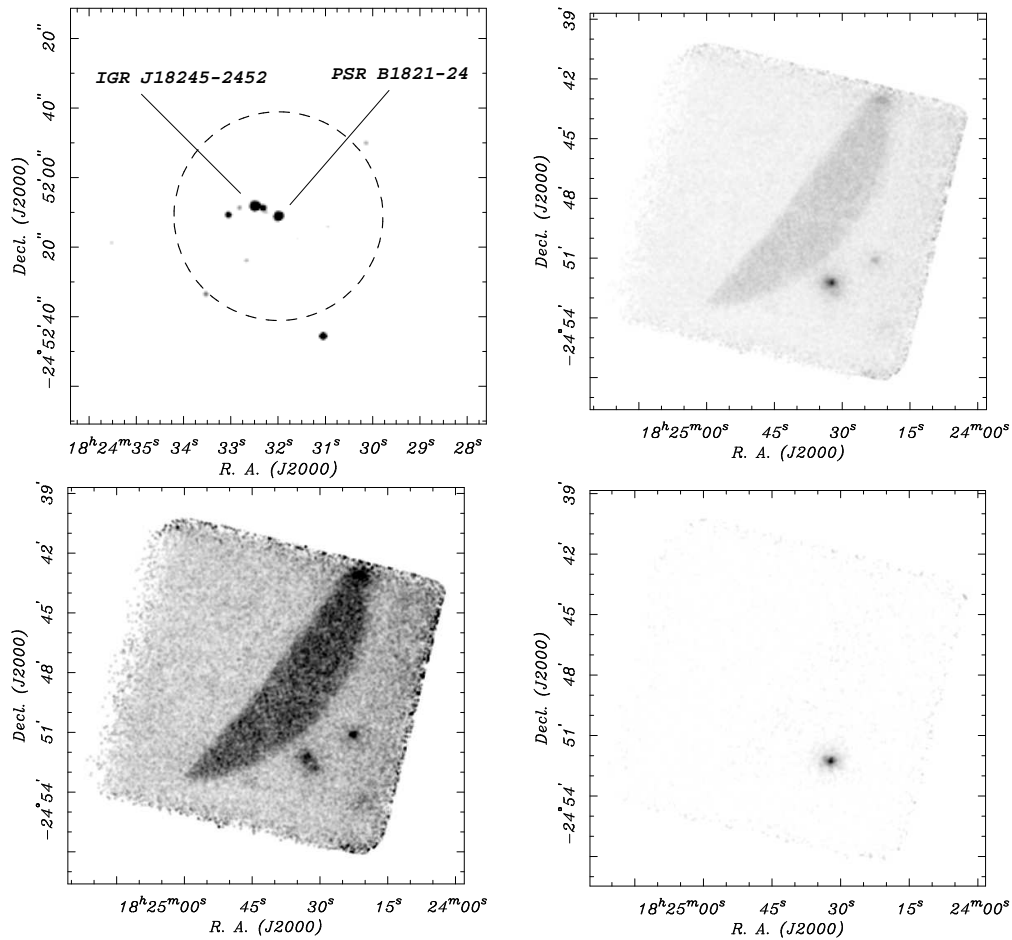 IGR J18245-2452
PSR B1821-24
Decl. (J2000)
20"
40"
52'00"
20"
-24°52'40"
18ʰ24ᵐ35ˢ 34ˢ 33ˢ 32ˢ 31ˢ 30ˢ 29ˢ 28ˢ
R. A. (J2000)
Decl. (J2000)
39'
42'
45'
48'
51'
-24°54'
18ʰ25ᵐ00ˢ 45ˢ 30ˢ 15ˢ 24ᵐ00ˢ
R. A. (J2000)
Decl. (J2000)
39'
42'
45'
48'
51'
-24°54'
18ʰ25ᵐ00ˢ 45ˢ 30ˢ 15ˢ 24ᵐ00ˢ
R. A. (J2000)
Decl. (J2000)
39'
42'
45'
48'
51'
-24°54'
18ʰ25ᵐ00ˢ 45ˢ 30ˢ 15ˢ 24ᵐ00ˢ
R. A. (J2000)